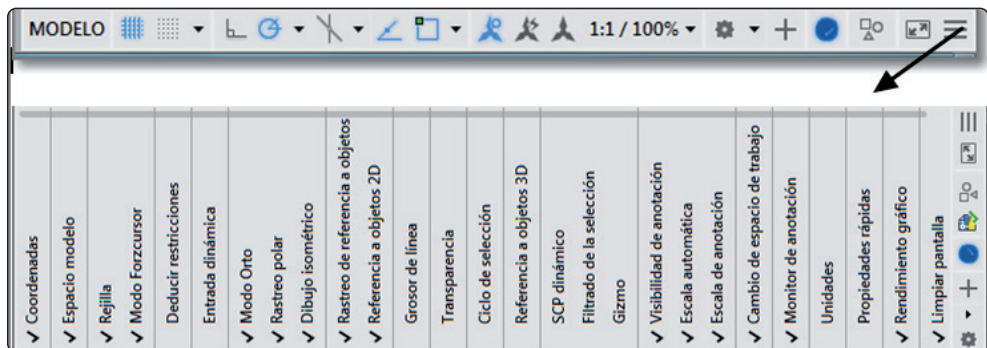 MODELO
1:1 / 100%
✓ Coordenadas
✓ Espacio modelo
✓ Rejilla
✓ Modo Forzcursor
Deducir restricciones
Entrada dinámica
✓ Modo Orto
✓ Rastreo polar
✓ Dibujo isométrico
✓ Rastreo de referencia a objetos
✓ Referencia a objetos 2D
Grosor de línea
Transparencia
Ciclo de selección
Referencia a objetos 3D
SCP dinámico
Filtrado de la selección
Gizmo
✓ Visibilidad de anotación
✓ Escala automática
✓ Escala de anotación
✓ Cambio de espacio de trabajo
✓ Monitor de anotación
Unidades
Propiedades rápidas
✓ Rendimiento gráfico
✓ Limpiar pantalla